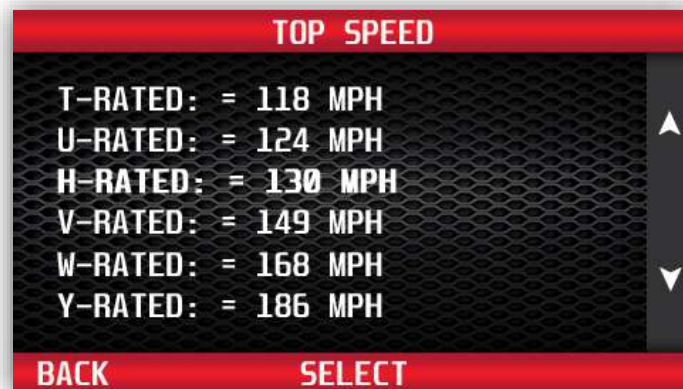 TOP SPEED
T-RATED: = 118 MPH
U-RATED: = 124 MPH
H-RATED: = 130 MPH
V-RATED: = 149 MPH
W-RATED: = 168 MPH
Y-RATED: = 186 MPH
BACK SELECT